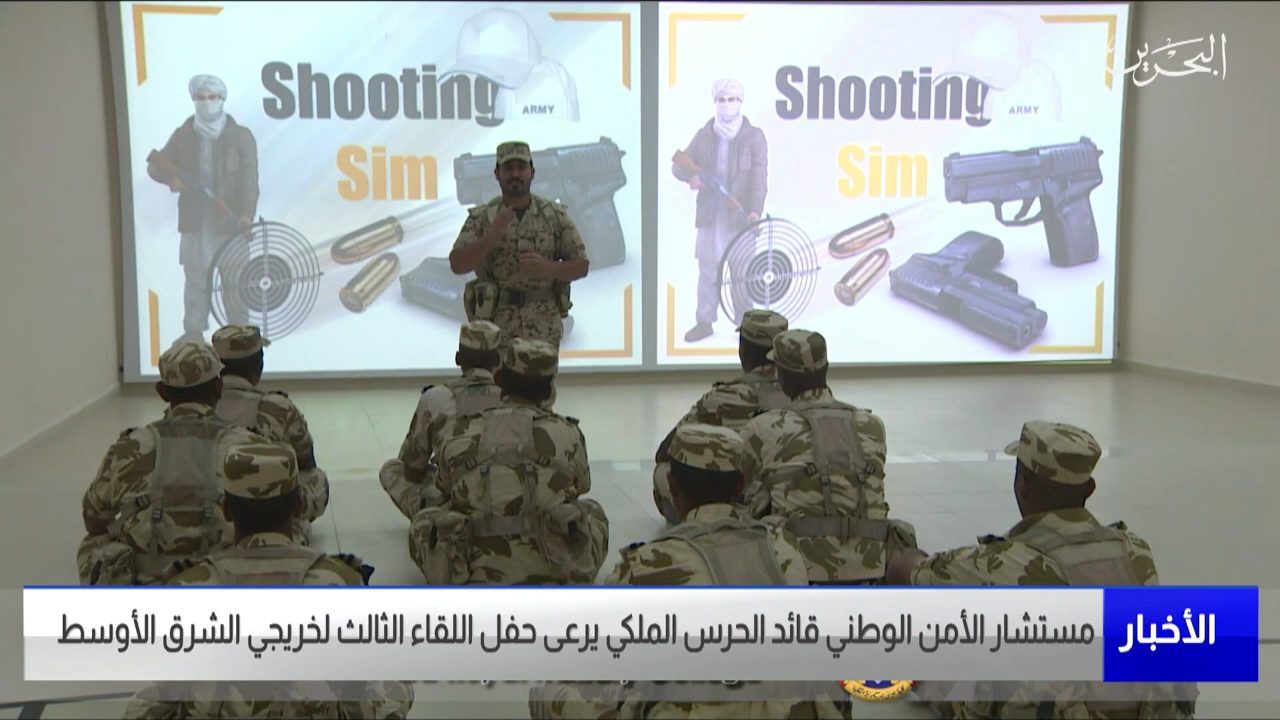 البحرين
Shooting
ARMY
Sim
Shooting
ARMY
Sim
الأخبار
مستشار الأمن الوطني قائد الحرس الملكي يرعى حفل اللقاء الثالث لخريجي الشرق الأوسط